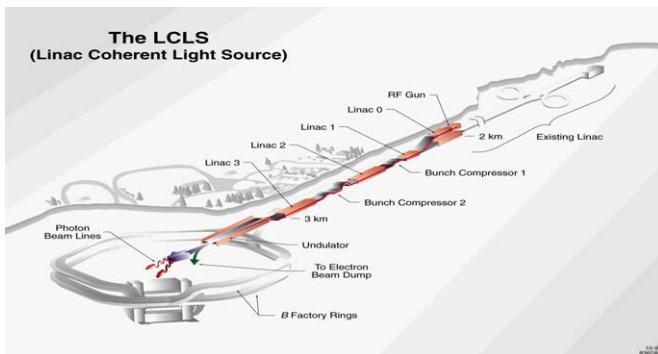 The LCLS
(Linac Coherent Light Source)
RF Gun
Linac 0
Linac 1
2 km
Existing Linac
Linac 2
Bunch Compressor 1
Linac 3
Bunch Compressor 2
3 km
Photon
Beam Lines
Undulator
To Electron
Beam Dump
B Factory Rings